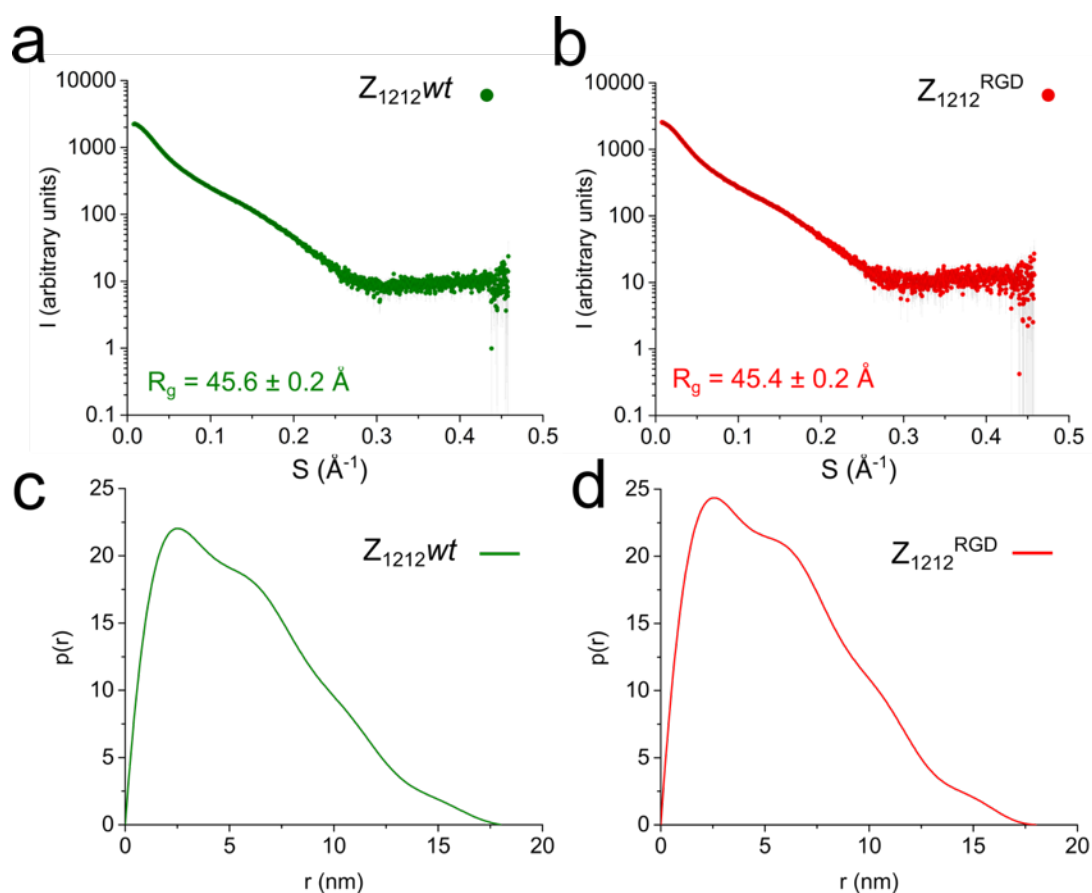 a
Z₁₂₁₂wt
10000
1000
100
10
1
0.1
I (arbitrary units)
R_g = 45.6 ± 0.2 Å
0.0 0.1 0.2 0.3 0.4 0.5
S (Å⁻¹)
b
Z₁₂₁₂ᴿᴳᴰ
10000
1000
100
10
1
0.1
I (arbitrary units)
R_g = 45.4 ± 0.2 Å
0.0 0.1 0.2 0.3 0.4 0.5
S (Å⁻¹)
c
Z₁₂₁₂wt
25
20
15
10
5
0
p(r)
0 5 10 15 20
r (nm)
d
Z₁₂₁₂ᴿᴳᴰ
25
20
15
10
5
0
p(r)
0 5 10 15 20
r (nm)